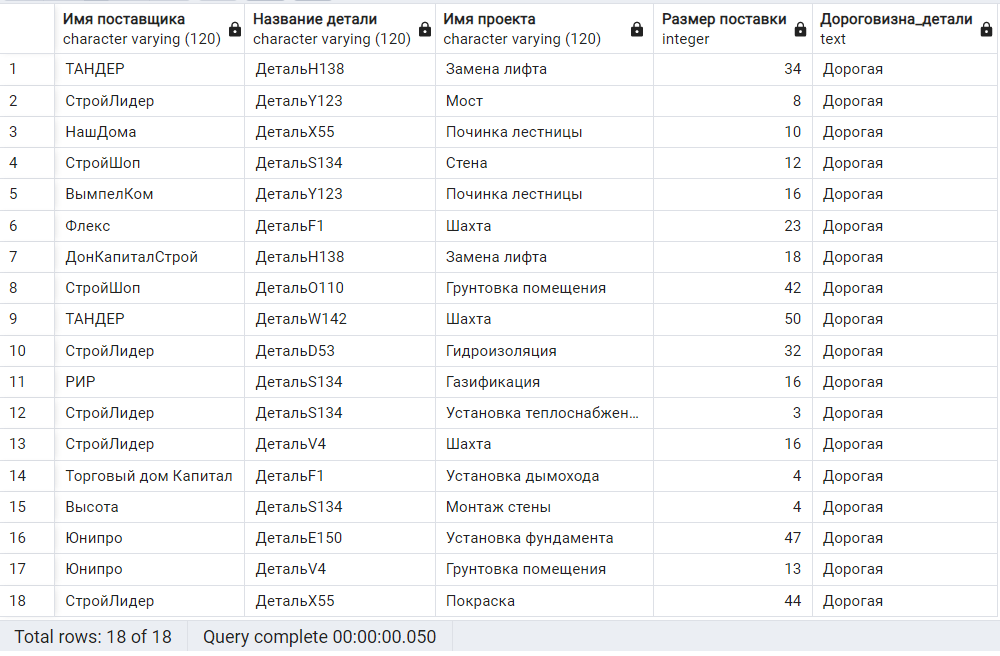 Имя поставщика Название детали Имя проекта Размер поставки Дороговизна_детали
character varying (120) character varying (120) character varying (120) integer text
1 ТАНДЕР ДетальH138 Замена лифта 34 Дорогая
2 СтройЛидер ДетальY123 Мост 8 Дорогая
3 НашДома ДетальX55 Починка лестницы 10 Дорогая
4 СтройШоп ДетальS134 Стена 12 Дорогая
5 ВымпелКом ДетальY123 Починка лестницы 16 Дорогая
6 Флекс ДетальF1 Шахта 23 Дорогая
7 ДонКапиталСтрой ДетальH138 Замена лифта 18 Дорогая
8 СтройШоп ДетальO110 Грунтовка помещения 42 Дорогая
9 ТАНДЕР ДетальW142 Шахта 50 Дорогая
10 СтройЛидер ДетальD53 Гидроизоляция 32 Дорогая
11 РИР ДетальS134 Газификация 16 Дорогая
12 СтройЛидер ДетальS134 Установка теплоснабжен... 3 Дорогая
13 СтройЛидер ДетальV4 Шахта 16 Дорогая
14 Торговый дом Капитал ДетальF1 Установка дымохода 4 Дорогая
15 Высота ДетальS134 Монтаж стены 4 Дорогая
16 Юнипро ДетальE150 Установка фундамента 47 Дорогая
17 Юнипро ДетальV4 Грунтовка помещения 13 Дорогая
18 СтройЛидер ДетальX55 Покраска 44 Дорогая
Total rows: 18 of 18 Query complete 00:00:00.050